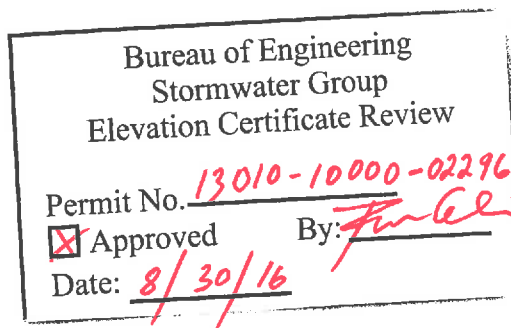 Bureau of Engineering
Stormwater Group
Elevation Certificate Review
Permit No. 13010-10000-02296
Approved By:
Date: 8/30/16